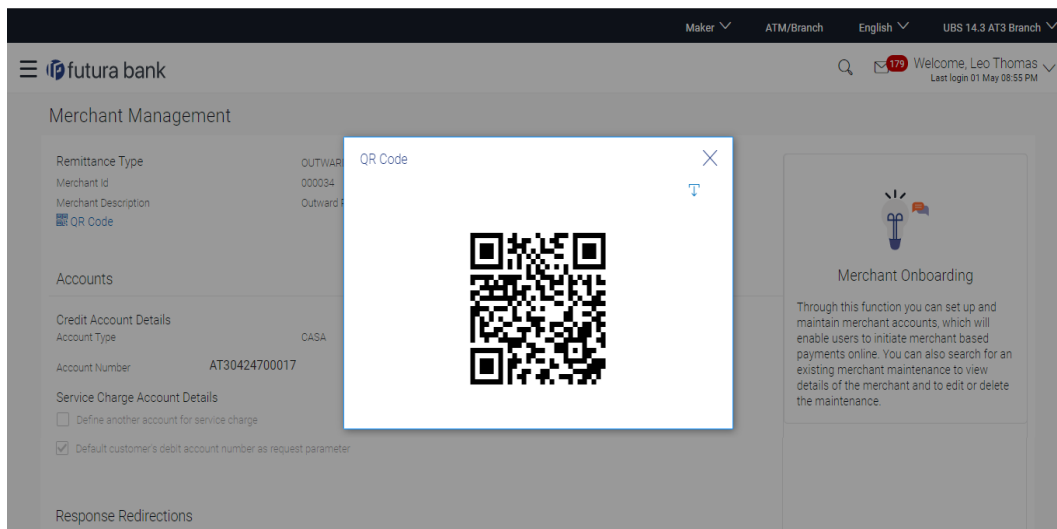 Maker ATM/Branch English UBS 14.3 AT3 Branch
futura bank
179
Welcome, Leo Thomas
Last login 01 May 08:55 PM
Merchant Management
Remittance Type
Merchant Id 000034
Merchant Description Outward
QR Code
Accounts
Credit Account Details
Account Type CASA
Account Number AT30424700017
Service Charge Account Details
Define another account for service charge
Default customer's debit account number as request parameter
Response Redirections
QR Code
Merchant Onboarding
Through this function you can set up and
maintain merchant accounts, which will
enable users to initiate merchant based
payments online. You can also search for an
existing merchant maintenance to view
details of the merchant and to edit or delete
the maintenance.